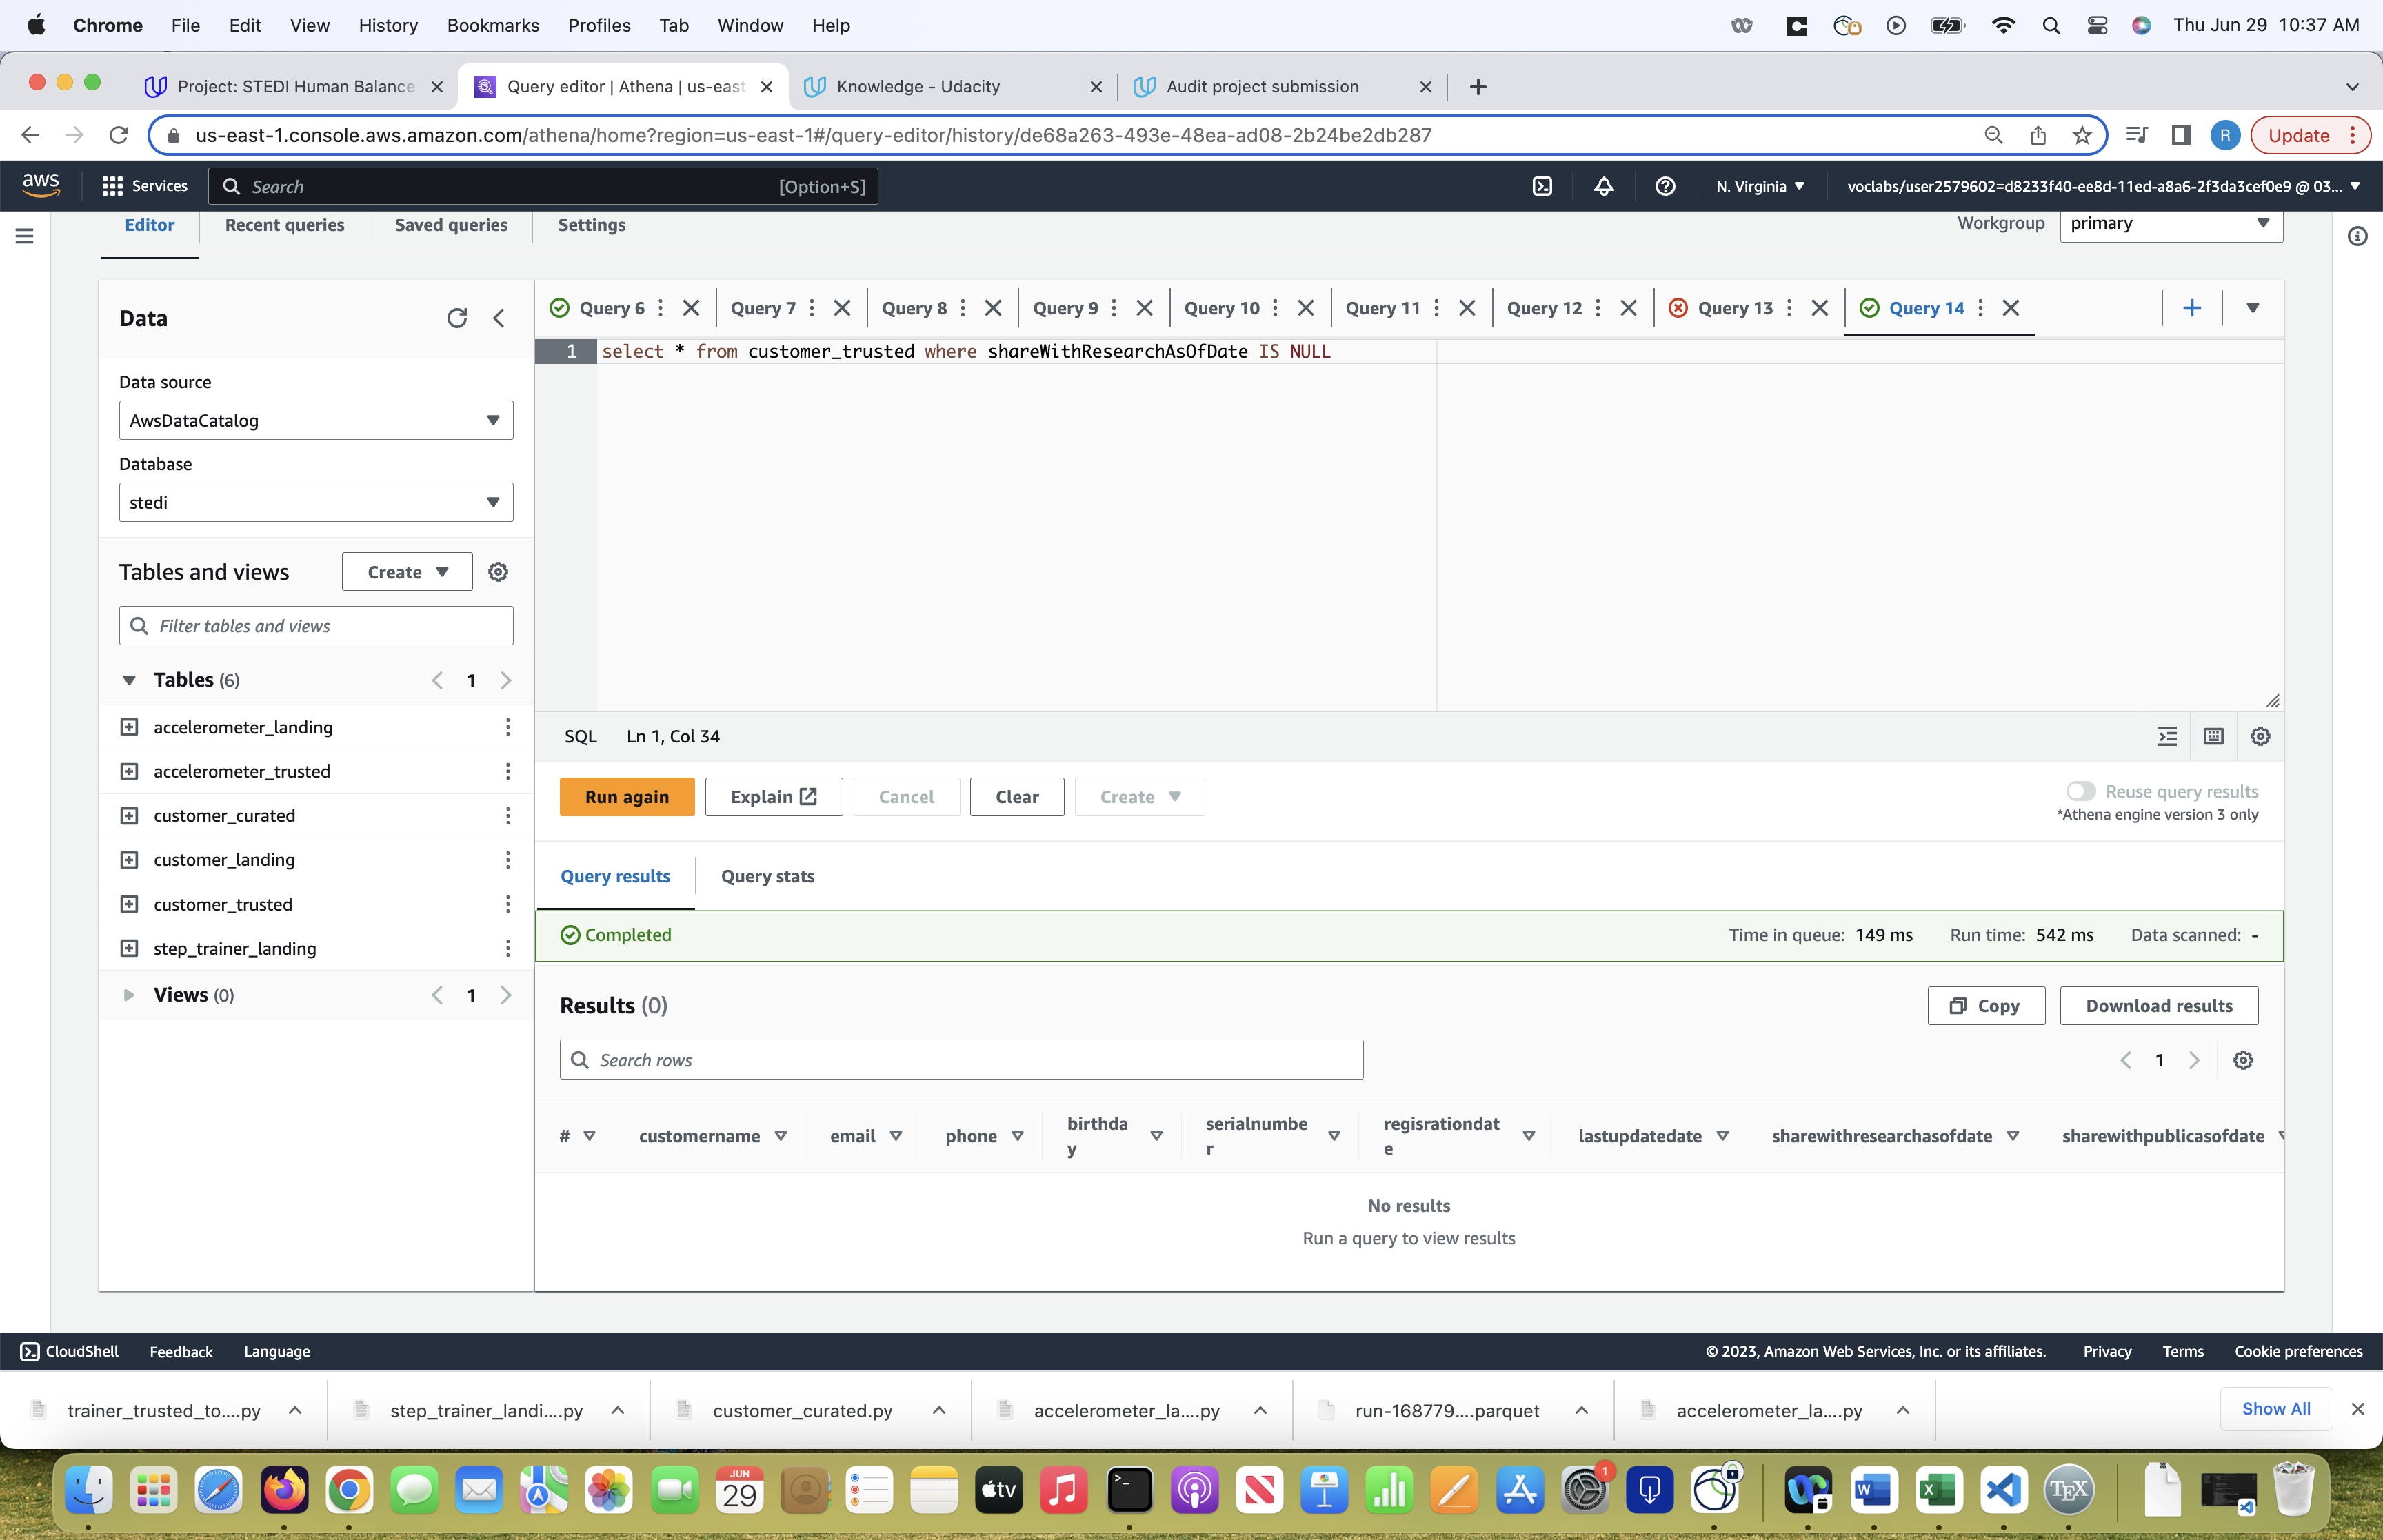 Chrome File Edit View History Bookmarks Profiles Tab Window Help Thu Jun 29 10:37 AM
Project: STEDI Human Balance Query editor | Athena | us-east- Knowledge - Udacity Audit project submission
us-east-1.console.aws.amazon.com/athena/home?region=us-east-1#/query-editor/history/de68a263-493e-48ea-ad08-2b24be2db287 R Update
aws Services Search [Option+S] N. Virginia voclabs/user2579602=d8233f40-ee8d-11ed-a8a6-2f3da3cef0e9 @ 03...
Editor Recent queries Saved queries Settings Workgroup primary
Data
Data source
AwsDataCatalog
Database
stedi
Tables and views Create
Filter tables and views
Tables (6) 1
accelerometer_landing
accelerometer_trusted
customer_curated
customer_landing
customer_trusted
step_trainer_landing
Views (0) 1
Query 6 Query 7 Query 8 Query 9 Query 10 Query 11 Query 12 Query 13 Query 14
1 select * from customer_trusted where shareWithResearchAsOfDate IS NULL
SQL Ln 1, Col 34
Run again Explain Cancel Clear Create Reuse query results
*Athena engine version 3 only
Query results Query stats
Completed Time in queue: 149 ms Run time: 542 ms Data scanned: -
Results (0) Copy Download results
Search rows 1
# customername email phone birthda
y serialnumbe
r regisrationdat
e lastupdatedate sharewithresearchasofdate sharewithpublicasofdate
No results
Run a query to view results
CloudShell Feedback Language © 2023, Amazon Web Services, Inc. or its affiliates. Privacy Terms Cookie preferences
trainer_trusted_to....py step_trainer_landi....py customer_curated.py accelerometer_la....py run-168779....parquet accelerometer_la....py Show All
JUN
29
tv
1
W
X
TEX